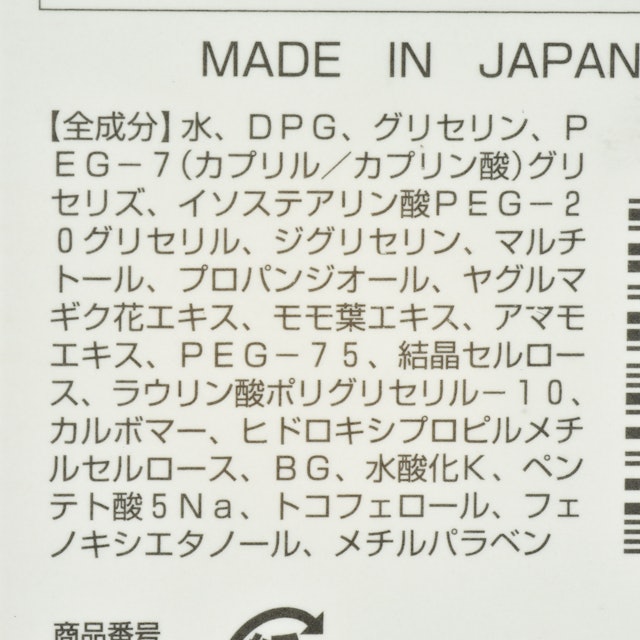 MADE IN JAPAN
【全成分】水、DPG、グリセリン、P
EG-7(カプリル/カプリン酸)グリ
セリズ、イソステアリン酸PEG-2
0グリセリル、ジグリセリン、マルチ
トール、プロパンジオール、ヤグルマ
ギク花エキス、モモ葉エキス、アマモ
エキス、PEG-75、結晶セルロー
ス、ラウリン酸ポリグリセリル-10、
カルボマー、ヒドロキシプロピルメチ
ルセルロース、BG、水酸化K、ペン
テト酸5Na、トコフェロール、フェ
ノキシエタノール、メチルパラベン
商品番号
紙